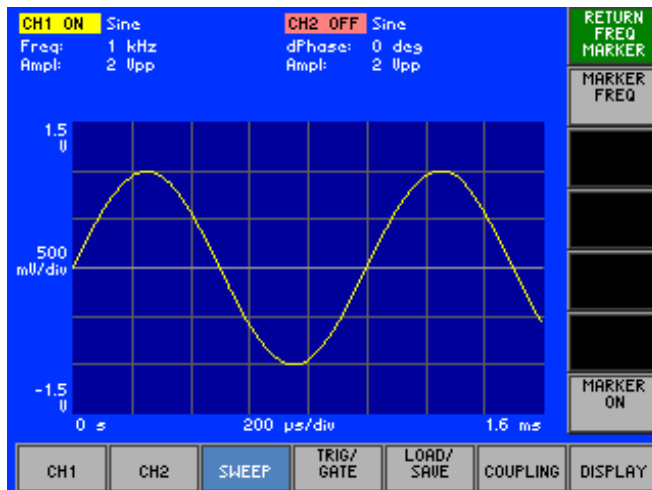 CH1 ON Sine
Freq: 1 kHz
Ampl: 2 Vpp
CH2 OFF Sine
dPhase: 0 deg
Ampl: 2 Vpp
RETURN
FREQ
MARKER
MARKER
FREQ
1.5
V
500
mV/div
-1.5
V
0 s
200 µs/div
1.6 ms
MARKER
ON
CH1
CH2
SWEEP
TRIG/
GATE
LOAD/
SAVE
COUPLING
DISPLAY